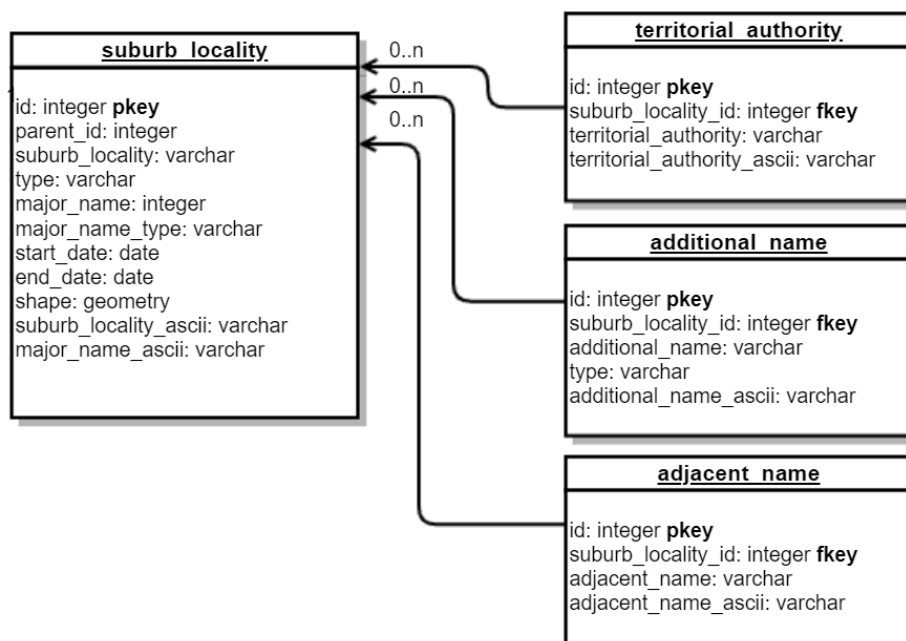 suburb_locality
id: integer pkey
parent_id: integer
suburb_locality: varchar
type: varchar
major_name: integer
major_name_type: varchar
start_date: date
end_date: date
shape: geometry
suburb_locality_ascii: varchar
major_name_ascii: varchar
0..n
0..n
0..n
territorial_authority
id: integer pkey
suburb_locality_id: integer fkey
territorial_authority: varchar
territorial_authority_ascii: varchar
additional_name
id: integer pkey
suburb_locality_id: integer fkey
additional_name: varchar
type: varchar
additional_name_ascii: varchar
adjacent_name
id: integer pkey
suburb_locality_id: integer fkey
adjacent_name: varchar
adjacent_name_ascii: varchar